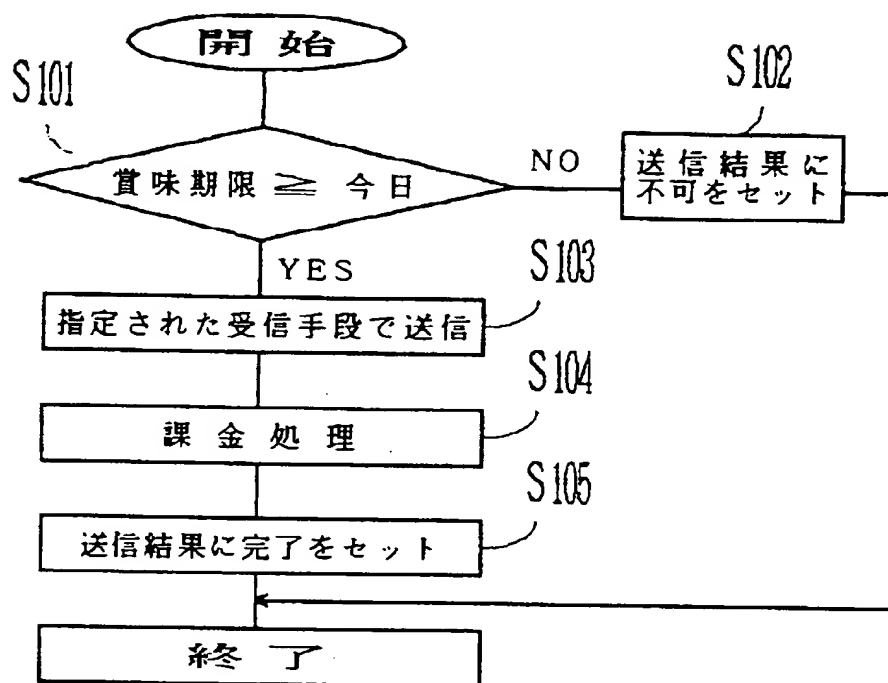 開始
S101
S102
賞味期限 ≧ 今日
NO
送信結果に
不可をセット
YES
S103
指定された受信手段で送信
S104
課金処理
S105
送信結果に完了をセット
終了